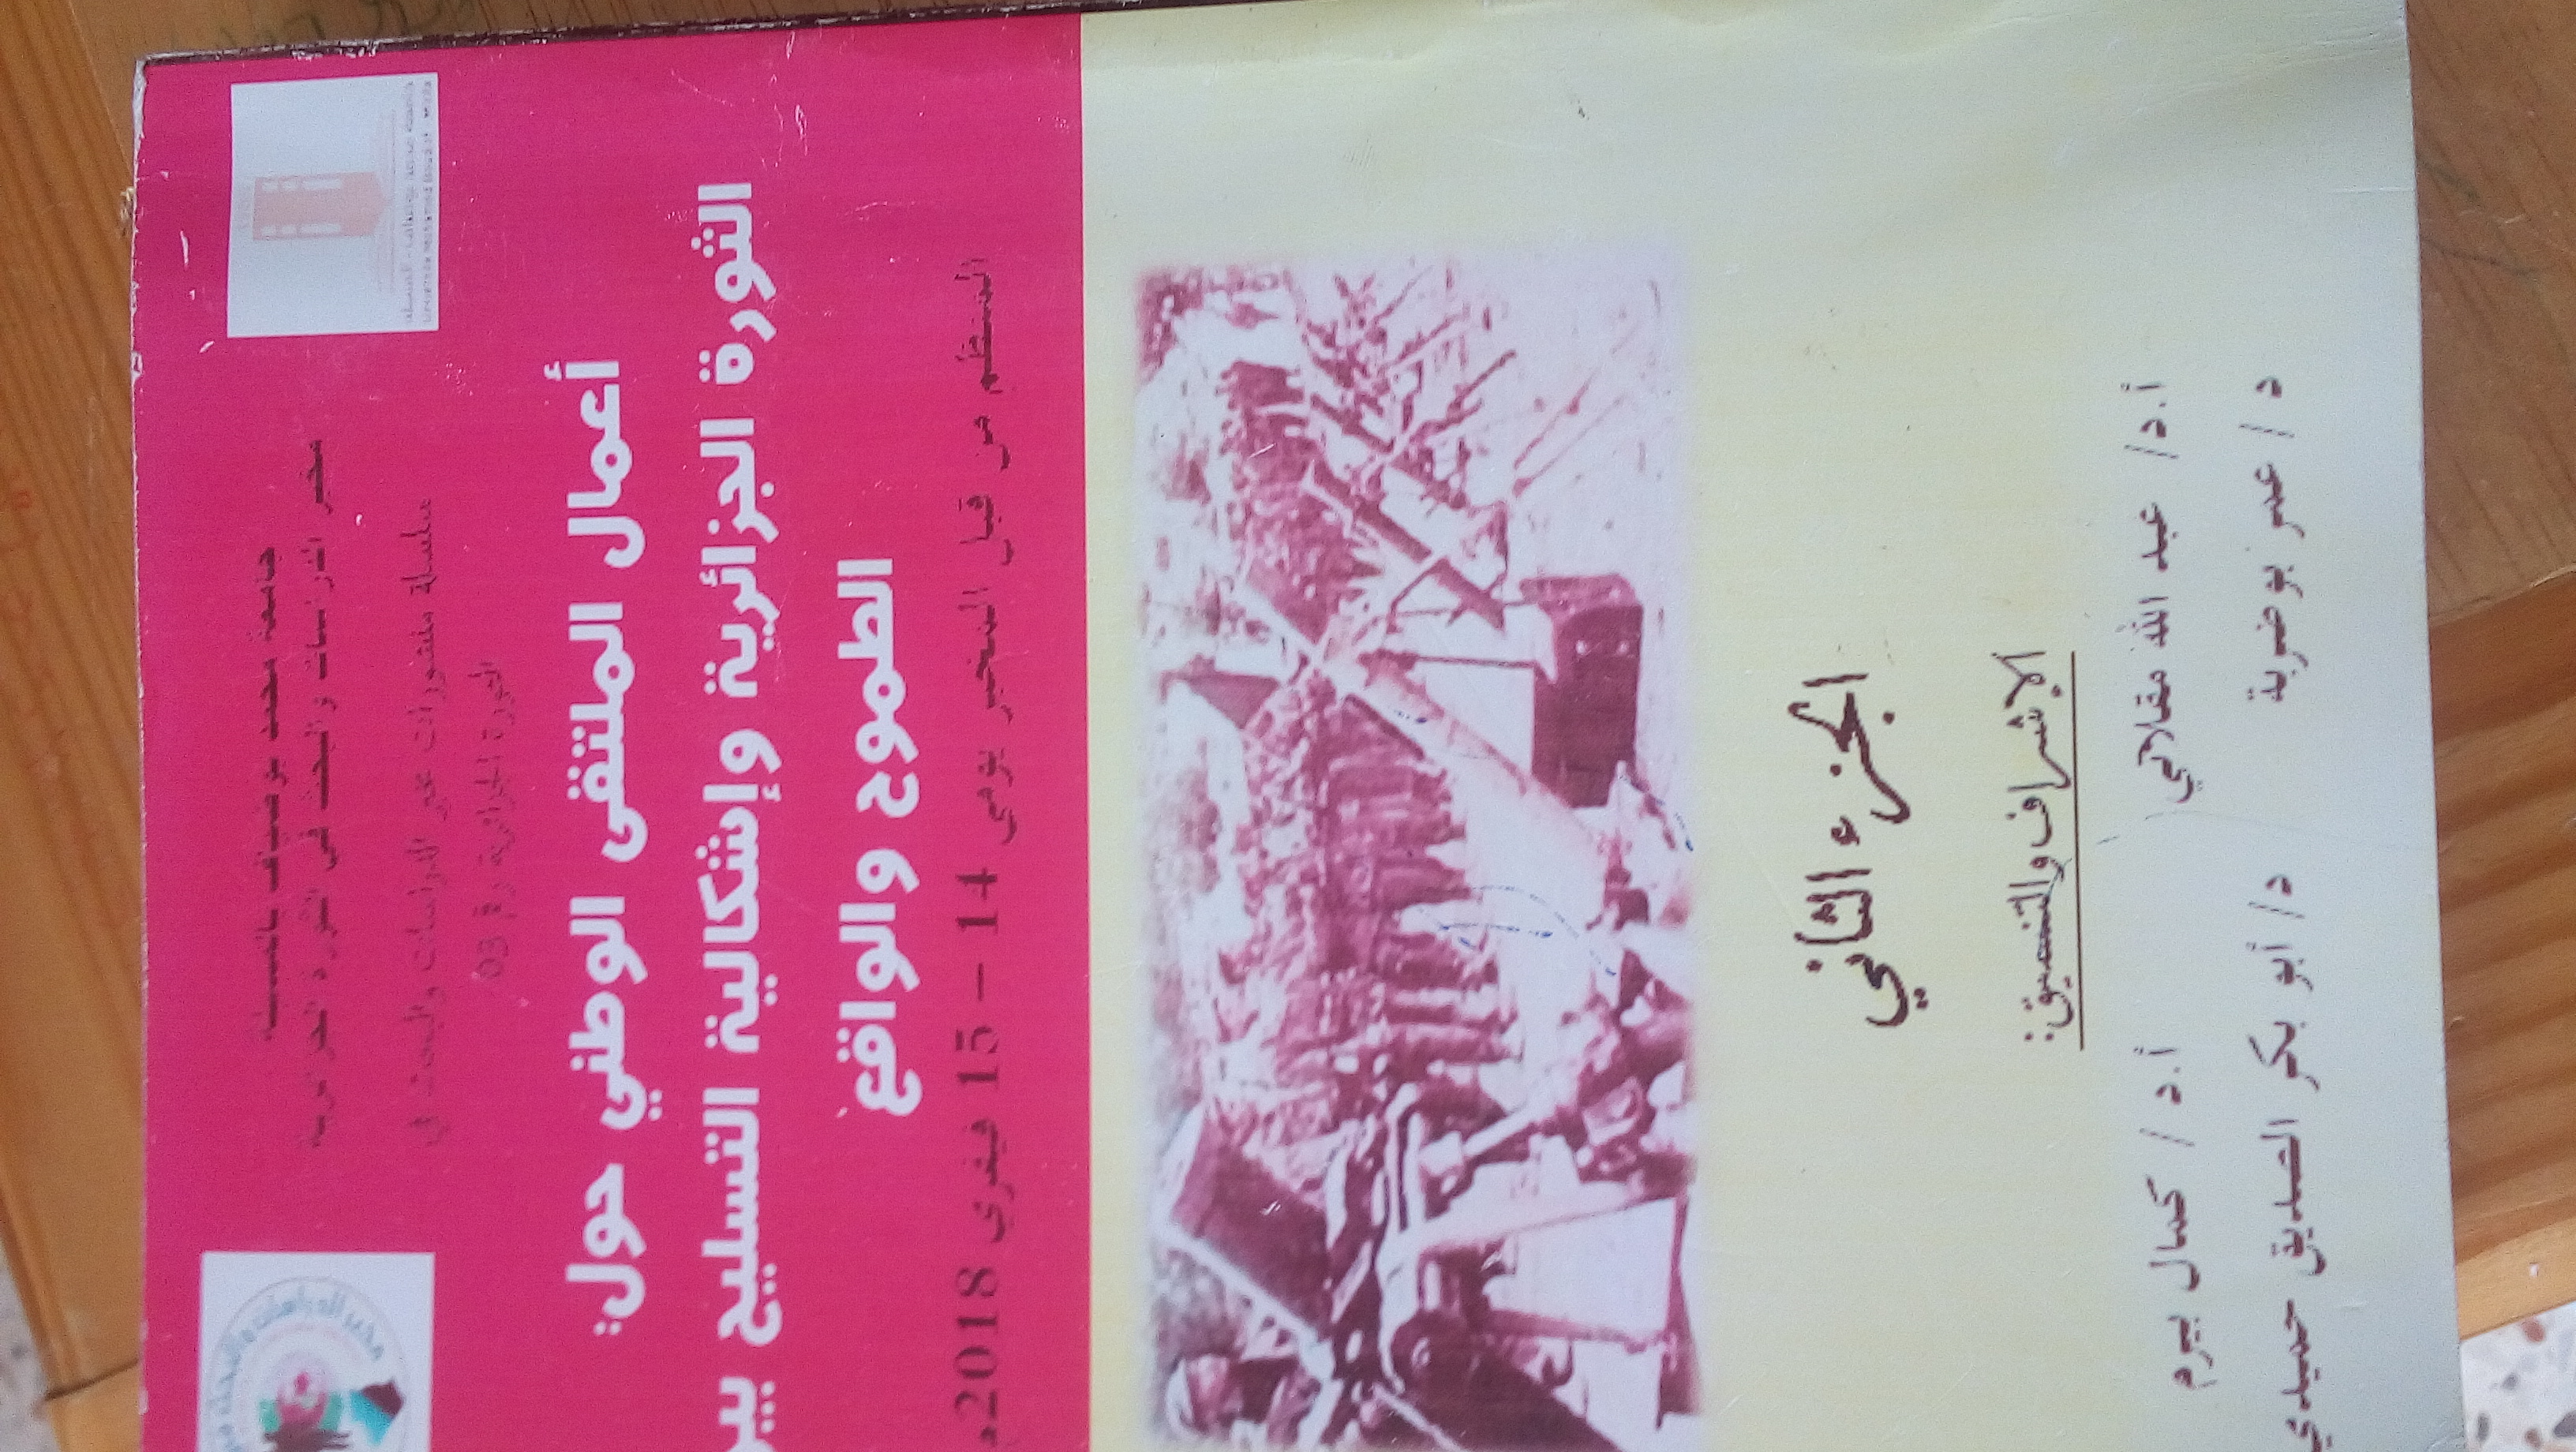 جامعة محمد بوضياف بالمسيلة
مخبر الدراسات والبحث في الثورة الجزائرية
سلسلة منشورات مخبر الدراسات والبحث في
الثورة الجزائرية رقم 03
أعمال الملتقى الوطني حول:
الثورة الجزائرية وإشكالية التسليح بين
الطموح والواقع
المنظم من قبل المخبر يومي 14 – 15 فيفري 2018م
الجزء الثاني
الإشراف والتنسيق:
أ.د/ عبد الله مقلاتي أ.د/ كمال بيرم
د/ عمر بوضربة د/ أبو بكر الصديق حميدي